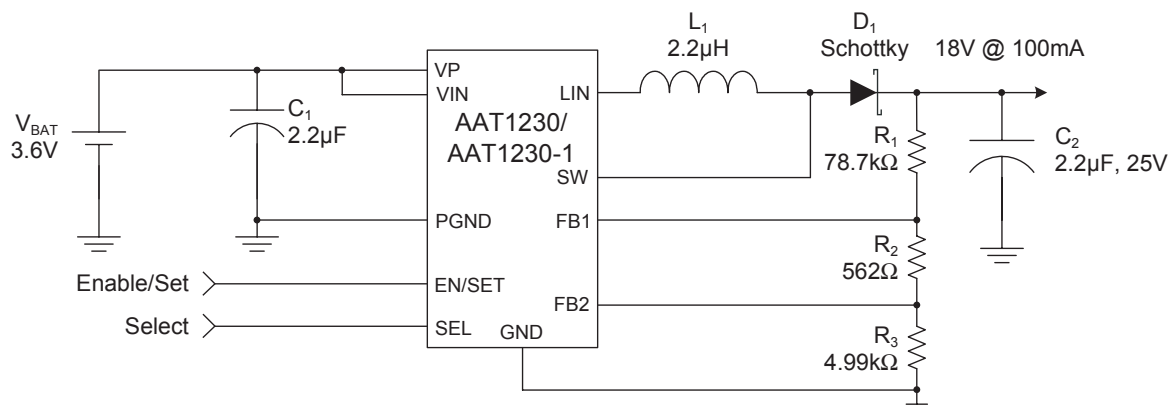 L1
2.2µH
D1
Schottky
18V @ 100mA
VP
VIN
LIN
C1
2.2µF
AAT1230/
AAT1230-1
VBAT
3.6V
R1
78.7kΩ
C2
2.2µF, 25V
SW
PGND
FB1
R2
562Ω
Enable/Set
EN/SET
FB2
Select
SEL
GND
R3
4.99kΩ